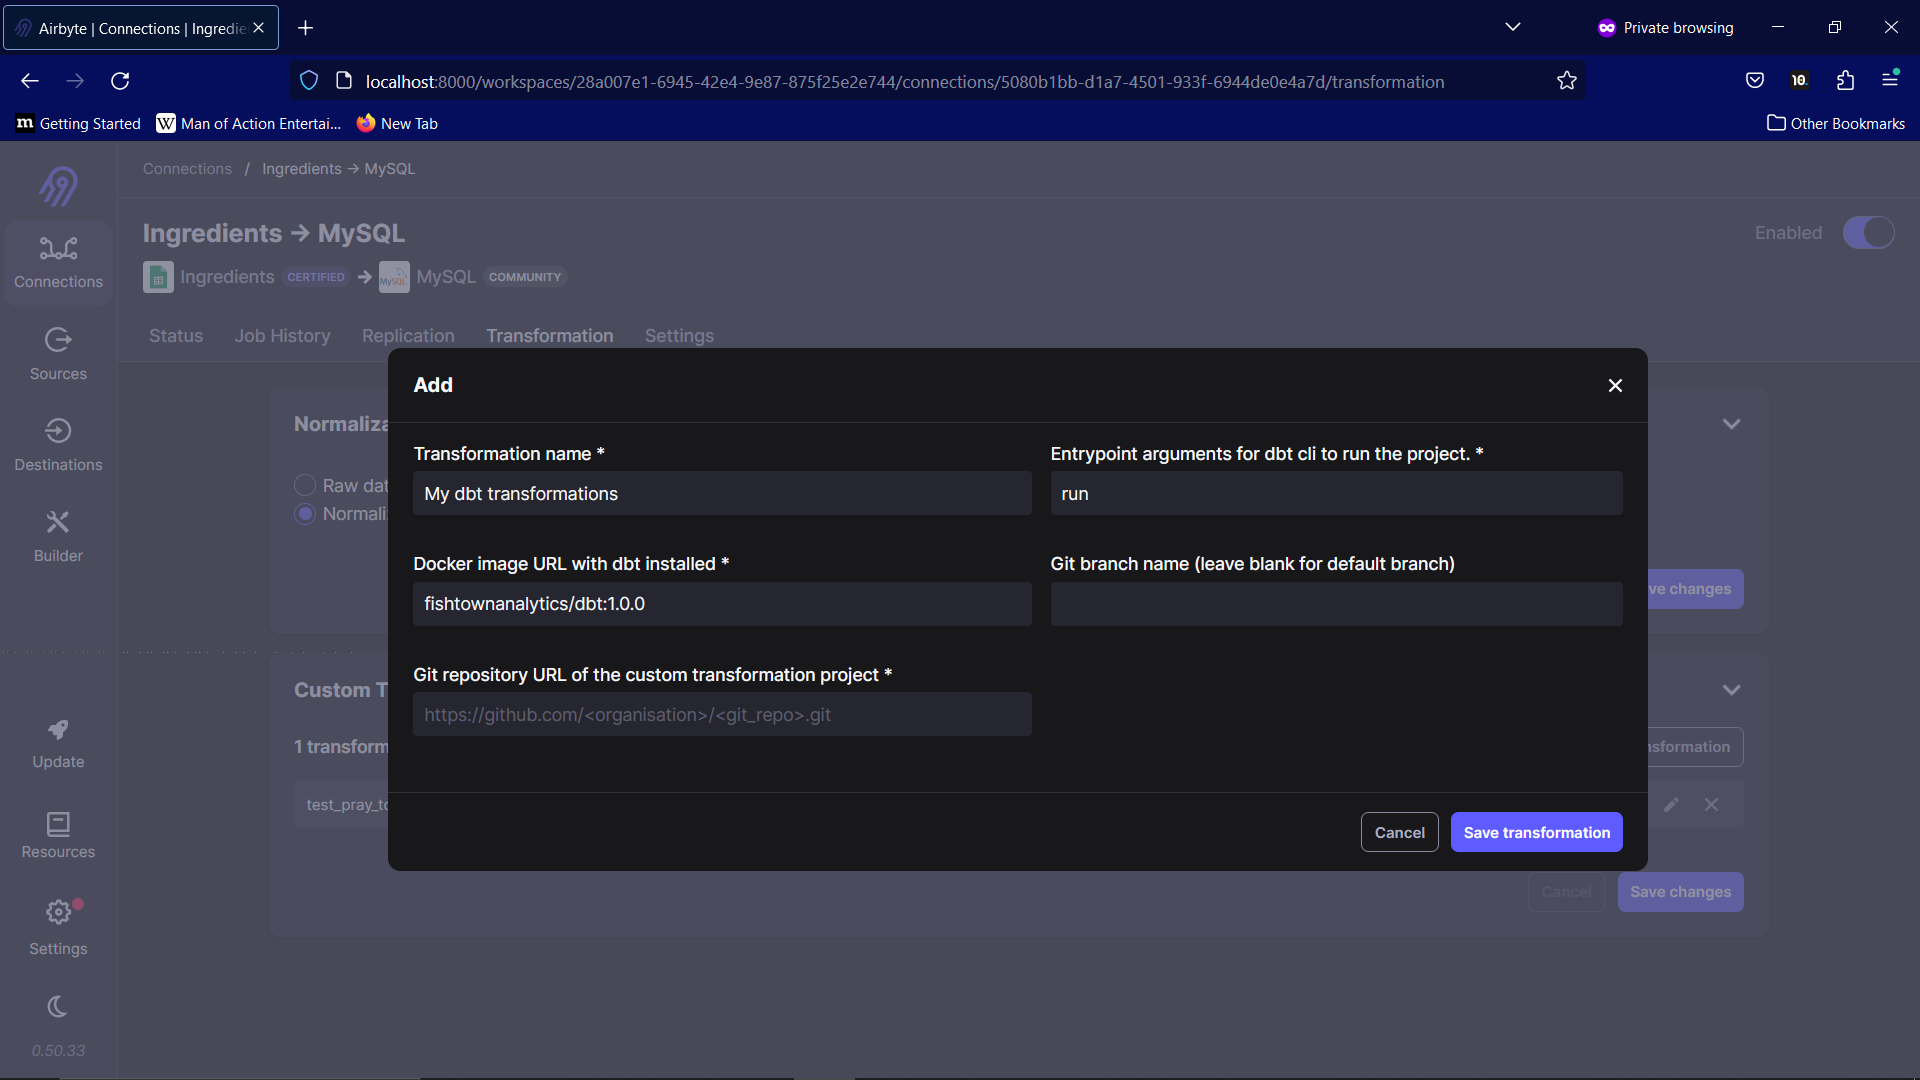 Airbyte | Connections | Ingredie
Private browsing
localhost:8000/workspaces/28a007e1-6945-42e4-9e87-875f25e2e744/connections/5080b1bb-d1a7-4501-933f-6944de0e4a7d/transformation
10.
m Getting Started
W Man of Action Entertai...
New Tab
Other Bookmarks
Connections / Ingredients → MySQL
Ingredients → MySQL
Enabled
Ingredients CERTIFIED → MySQL MySQL COMMUNITY
Status
Job History
Replication
Transformation
Settings
Connections
Sources
Destinations
Builder
Update
Resources
Settings
0.50.33
Normaliza
Raw dat
Normali
ve changes
Custom T
1 transform
nsformation
test_pray_to
Cancel
Save changes
Add
Transformation name *
My dbt transformations
Entrypoint arguments for dbt cli to run the project. *
run
Docker image URL with dbt installed *
fishtownanalytics/dbt:1.0.0
Git branch name (leave blank for default branch)
Git repository URL of the custom transformation project *
https://github.com/<organisation>/<git_repo>.git
Cancel
Save transformation